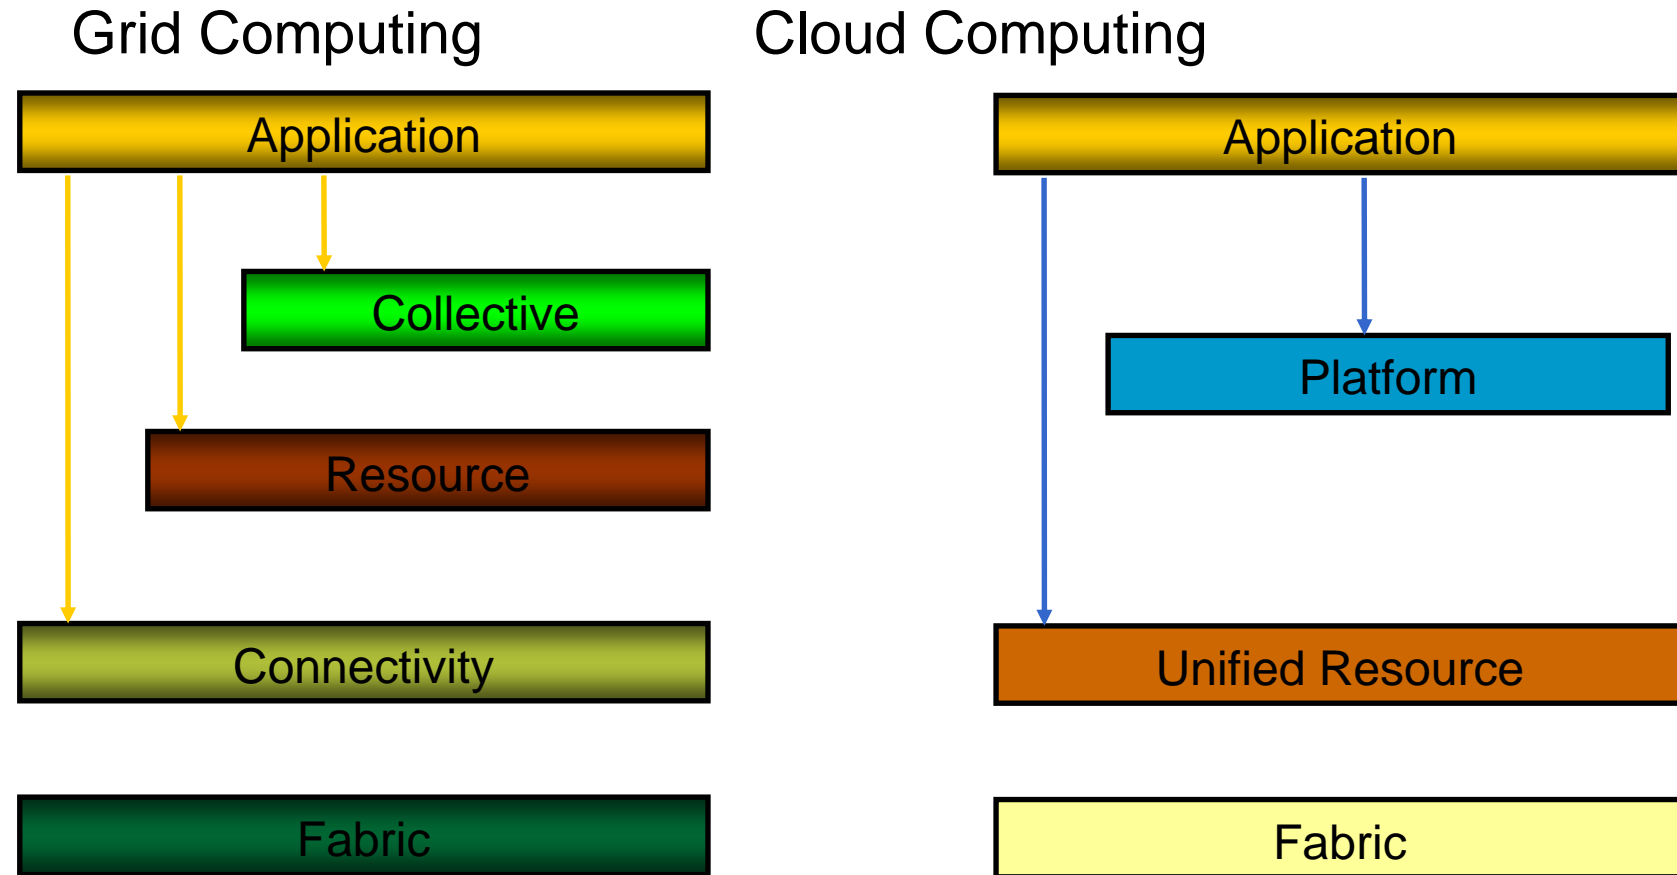 Grid Computing
Application
Collective
Resource
Connectivity
Fabric
Cloud Computing
Application
Platform
Unified Resource
Fabric